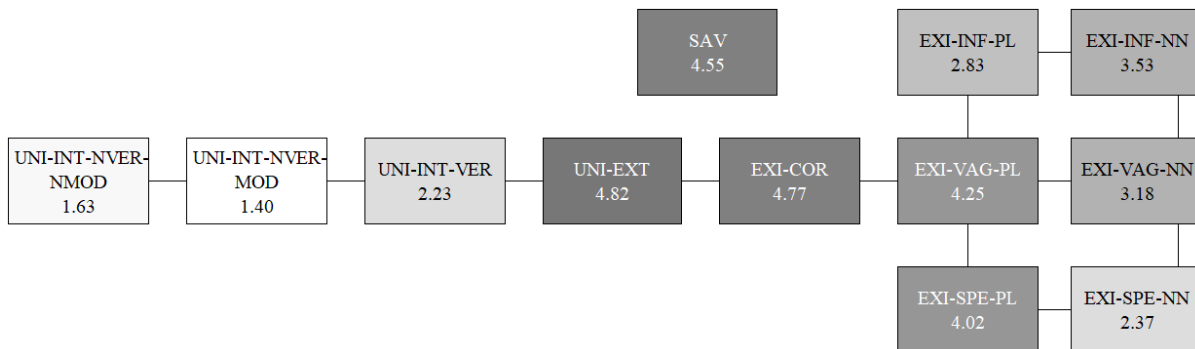 SAV
4.55
EXI-INF-PL
2.83
EXI-INF-NN
3.53
UNI-INT-NVER-
NMOD
1.63
UNI-INT-NVER-
MOD
1.40
UNI-INT-VER
2.23
UNI-EXT
4.82
EXI-COR
4.77
EXI-VAG-PL
4.25
EXI-VAG-NN
3.18
EXI-SPE-PL
4.02
EXI-SPE-NN
2.37